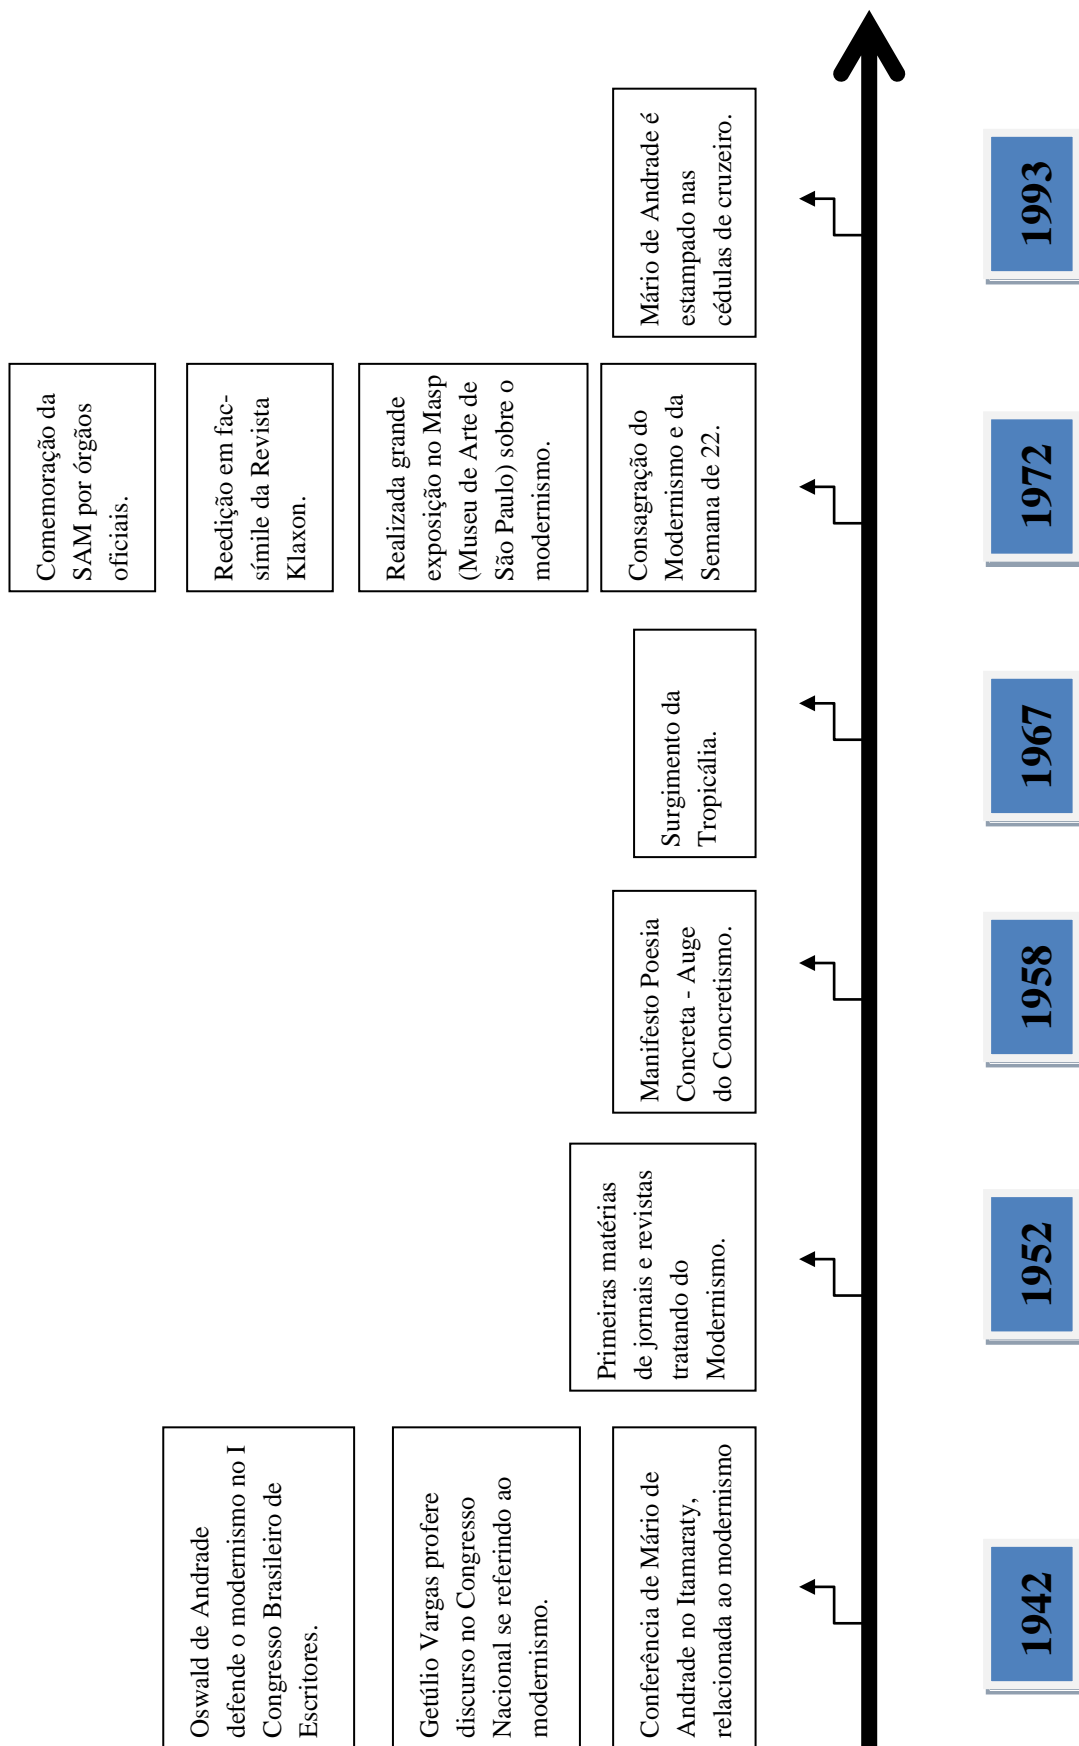 Oswald de Andrade
defende o modernismo no I
Congresso Brasileiro de
Escritores.
Getúlio Vargas profere
discurso no Congresso
Nacional se referindo ao
modernismo.
Conferência de Mário de
Andrade no Itamaraty,
relacionada ao modernismo
1942
Primeiras matérias
de jornais e revistas
tratando do
Modernismo.
1952
Manifesto Poesia
Concreta - Auge
do Concretismo.
1958
Surgimento da
Tropicália.
1967
Comemoração da
SAM por órgãos
oficiais.
Reedição em fac-
símile da Revista
Klaxon.
Realizada grande
exposição no Masp
(Museu de Arte de
São Paulo) sobre o
modernismo.
Consagração do
Modernismo e da
Semana de 22.
1972
Mário de Andrade é
estampado nas
cédulas de cruzeiro.
1993